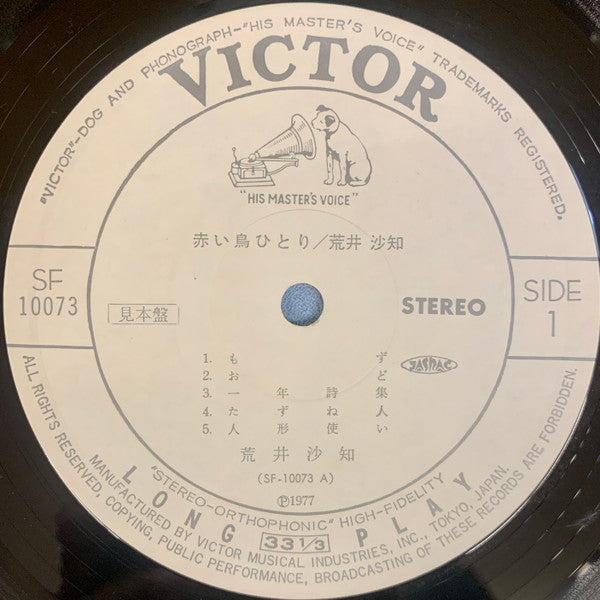 "VICTOR"-DOG AND PHONOGRAPH-"HIS MASTER'S VOICE" TRADEMARKS REGISTERED.
VICTOR
"HIS MASTER'S VOICE"
赤い鳥ひとり/荒井 沙知
SF
10073
見本盤
STEREO
SIDE
1
1. もず
2. おど
3. 一年詩集
4. たずね人
5. 人形使い
JASRAC
荒井沙知
(SF-10073 A)
Ⓟ1977
"STEREO-ORTHOPHONIC" HIGH-FIDELITY
LONG 33 1/3 PLAY
MANUFACTURED BY VICTOR MUSICAL INDUSTRIES, INC., TOKYO, JAPAN.
ALL RIGHTS RESERVED, COPYING, PUBLIC PERFORMANCE, BROADCASTING OF THESE RECORDS ARE FORBIDDEN.